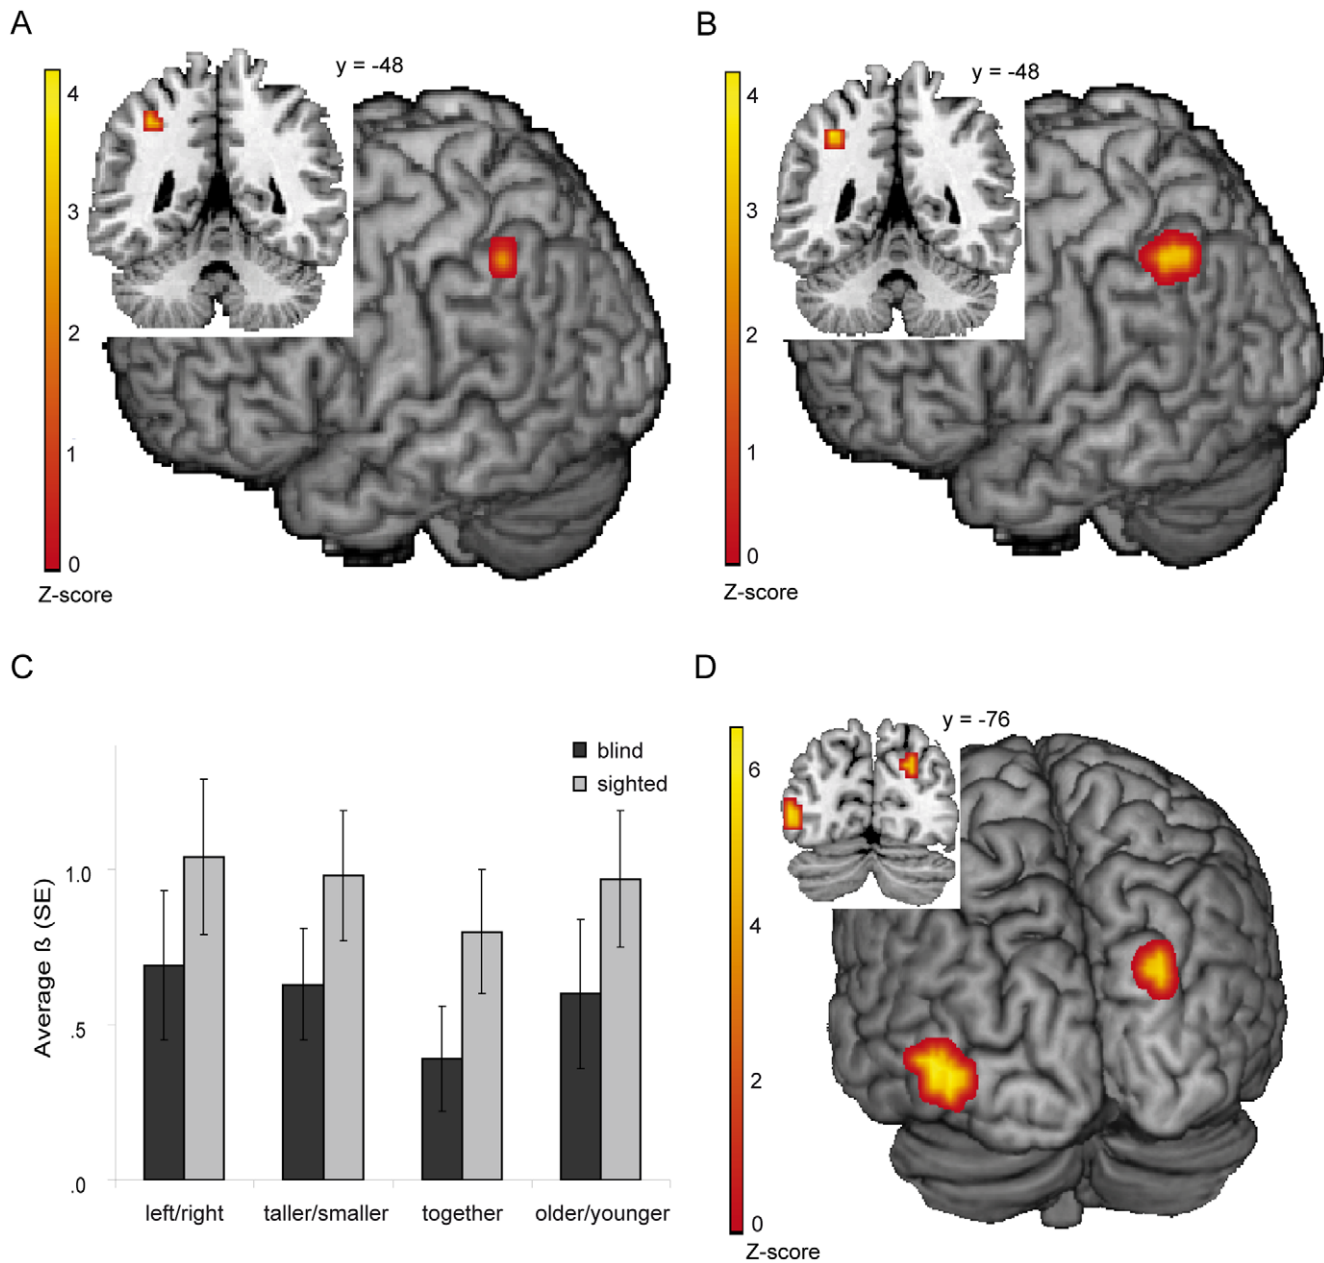 A
y = -48
4
3
2
1
0
Z-score
B
y = -48
4
3
2
1
0
Z-score
C
blind
sighted
Average ß (SE)
1.0
.5
.0
left/right
taller/smaller
together
older/younger
D
y = -76
6
4
2
0
Z-score